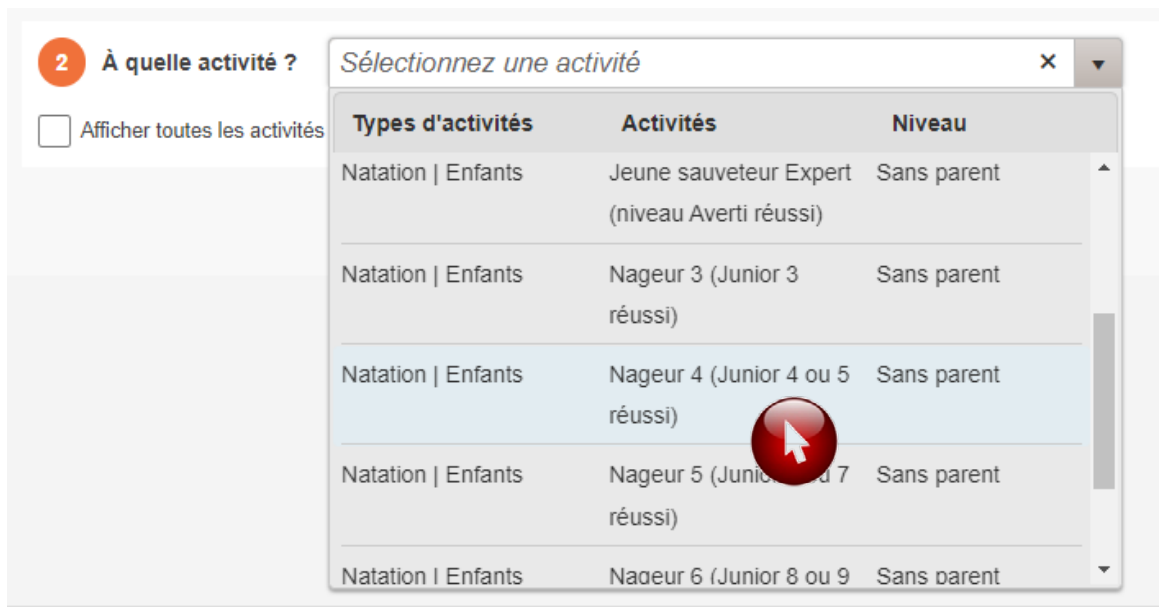 2 À quelle activité ?
Sélectionnez une activité
Afficher toutes les activités
Types d'activités Activités Niveau
Natation | Enfants Jeune sauveteur Expert Sans parent
(niveau Averti réussi)
Natation | Enfants Nageur 3 (Junior 3 Sans parent
réussi)
Natation | Enfants Nageur 4 (Junior 4 ou 5 Sans parent
réussi)
Natation | Enfants Nageur 5 (Junior 7 Sans parent
réussi)
Natation | Enfants Nageur 6 (Junior 8 ou 9 Sans parent